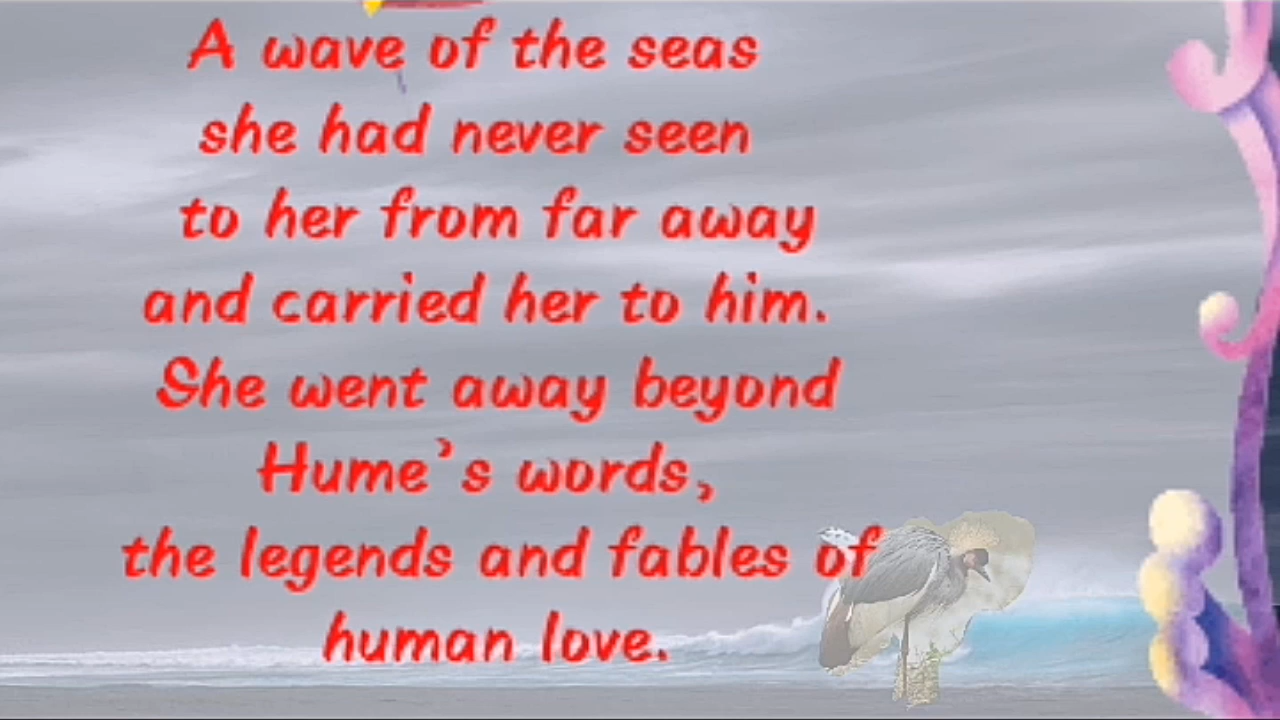 A wave of the seas
she had never seen
to her from far away
and carried her to him.
She went away beyond
Hume's words,
the legends and fables of
human love.